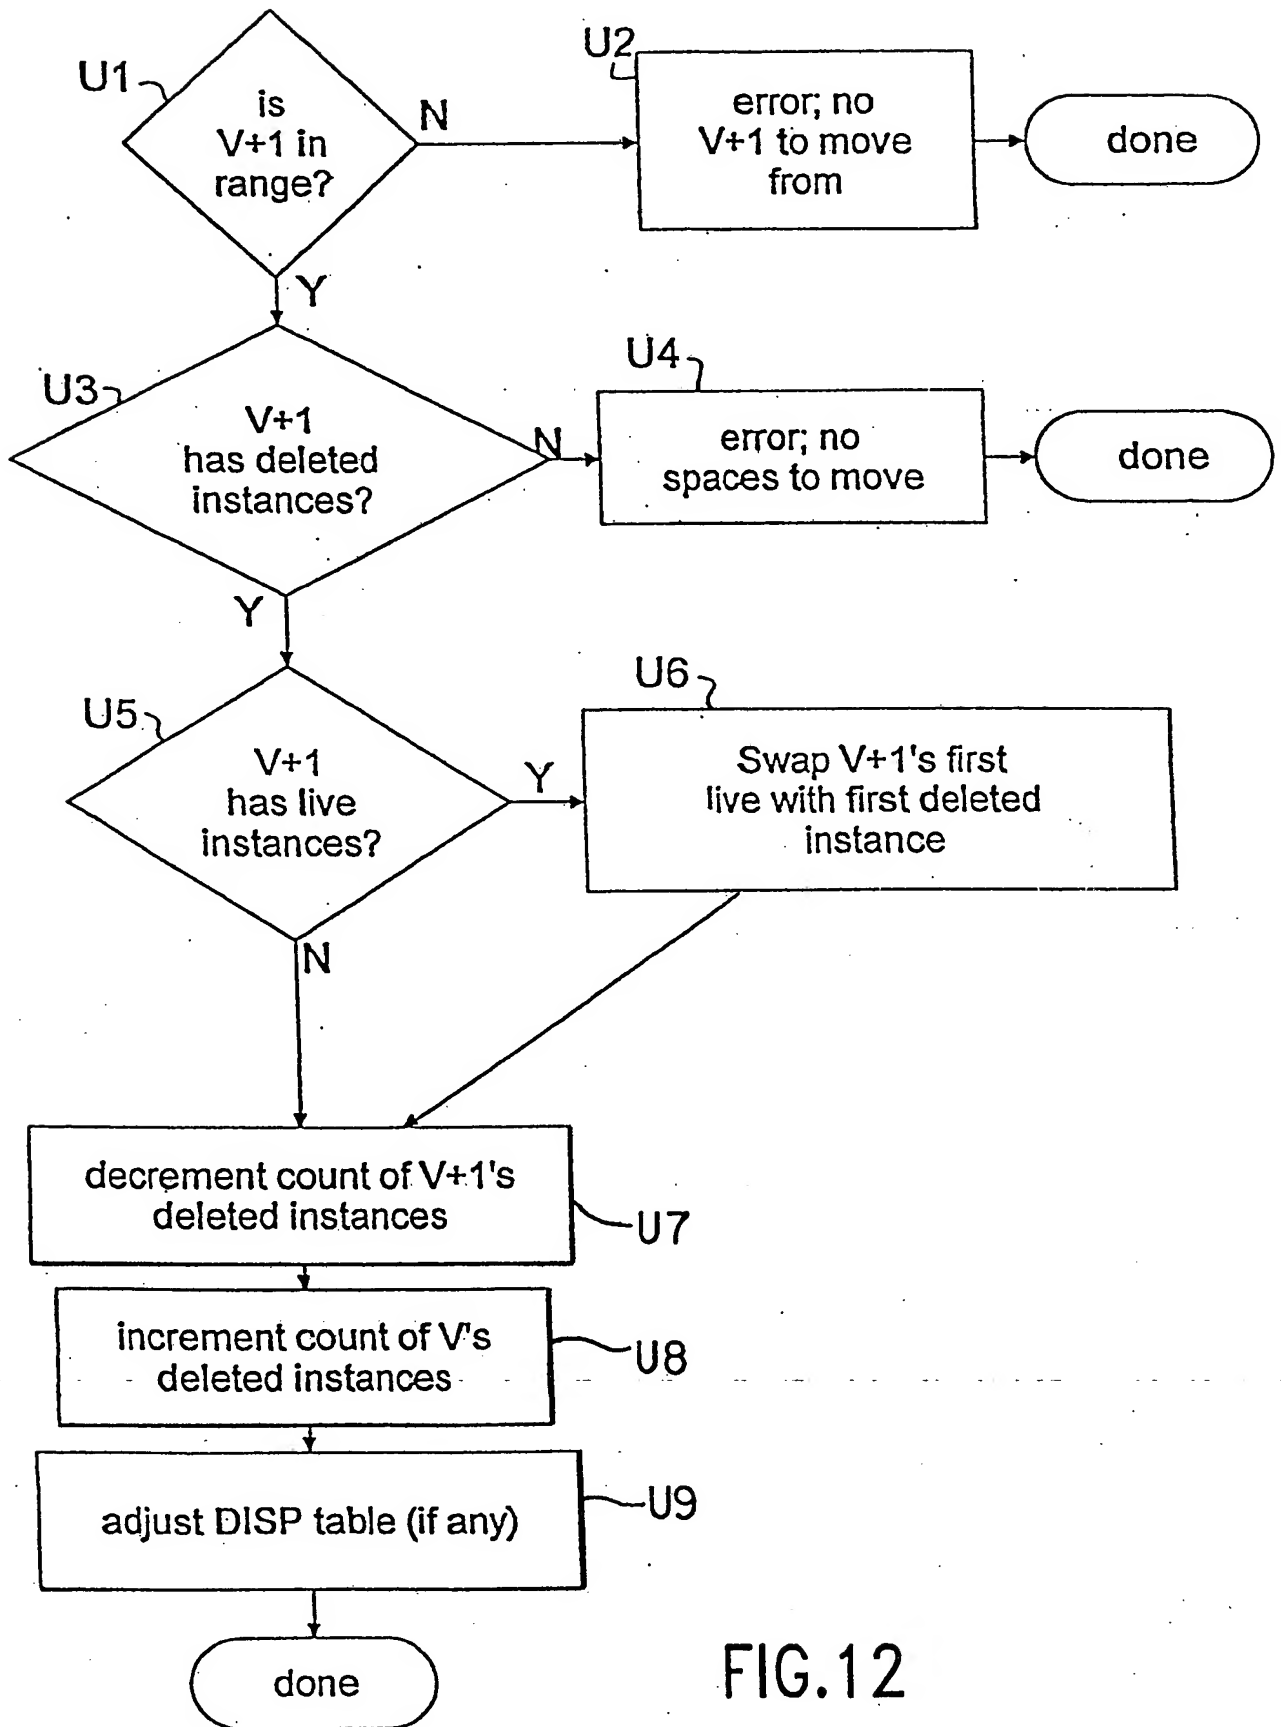 U1
is
V+1 in
range?
N
U2
error; no
V+1 to move
from
done
Y
U3
V+1
has deleted
instances?
N
U4
error; no
spaces to move
done
Y
U5
V+1
has live
instances?
Y
U6
Swap V+1's first
live with first deleted
instance
N
decrement count of V+1's
deleted instances
U7
increment count of V's
deleted instances
U8
adjust DISP table (if any)
U9
done
FIG.12